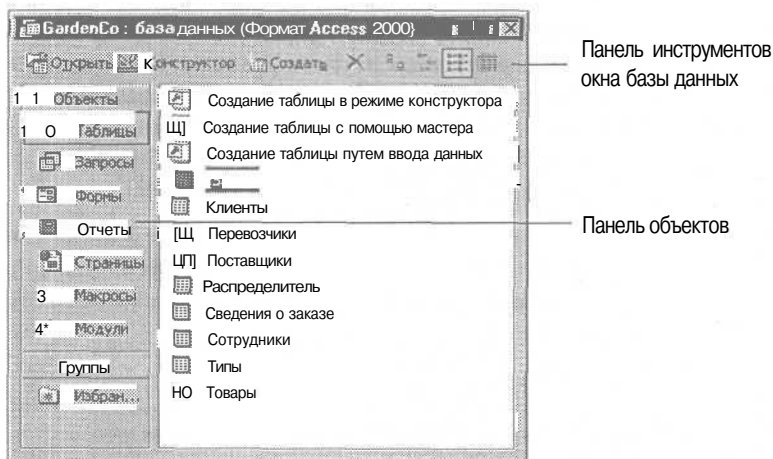 GardenCo : база данных (Формат Access 2000)
Открыть Конструктор Создать
Объекты
Таблицы
Запросы
Формы
Отчеты
Страницы
Макросы
Модули
Группы
Избран...
Создание таблицы в режиме конструктора
Создание таблицы с помощью мастера
Создание таблицы путем ввода данных
Клиенты
Перевозчики
Поставщики
Распределитель
Сведения о заказе
Сотрудники
Типы
Товары
Панель инструментов
окна базы данных
Панель объектов